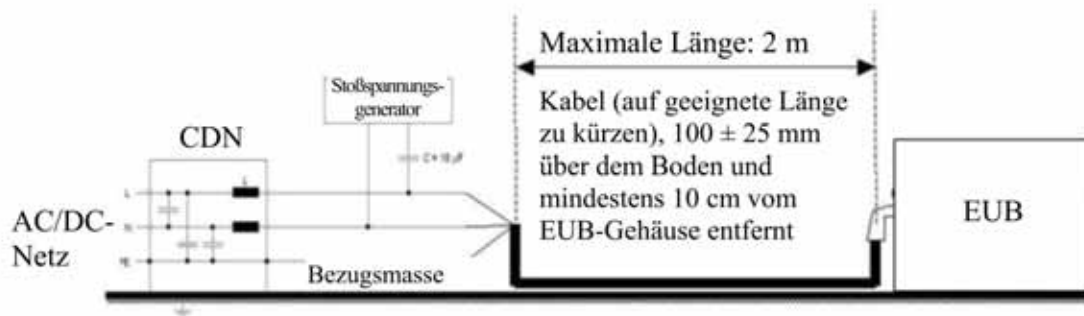 Maximale Länge: 2 m
Stoßspannungs-
generator
Kabel (auf geeignete Länge
zu kürzen), 100 ± 25 mm
über dem Boden und
mindestens 10 cm vom
EUB-Gehäuse entfernt
CDN
L
AC/DC-
Netz
N
PE
Bezugsmasse
EUB